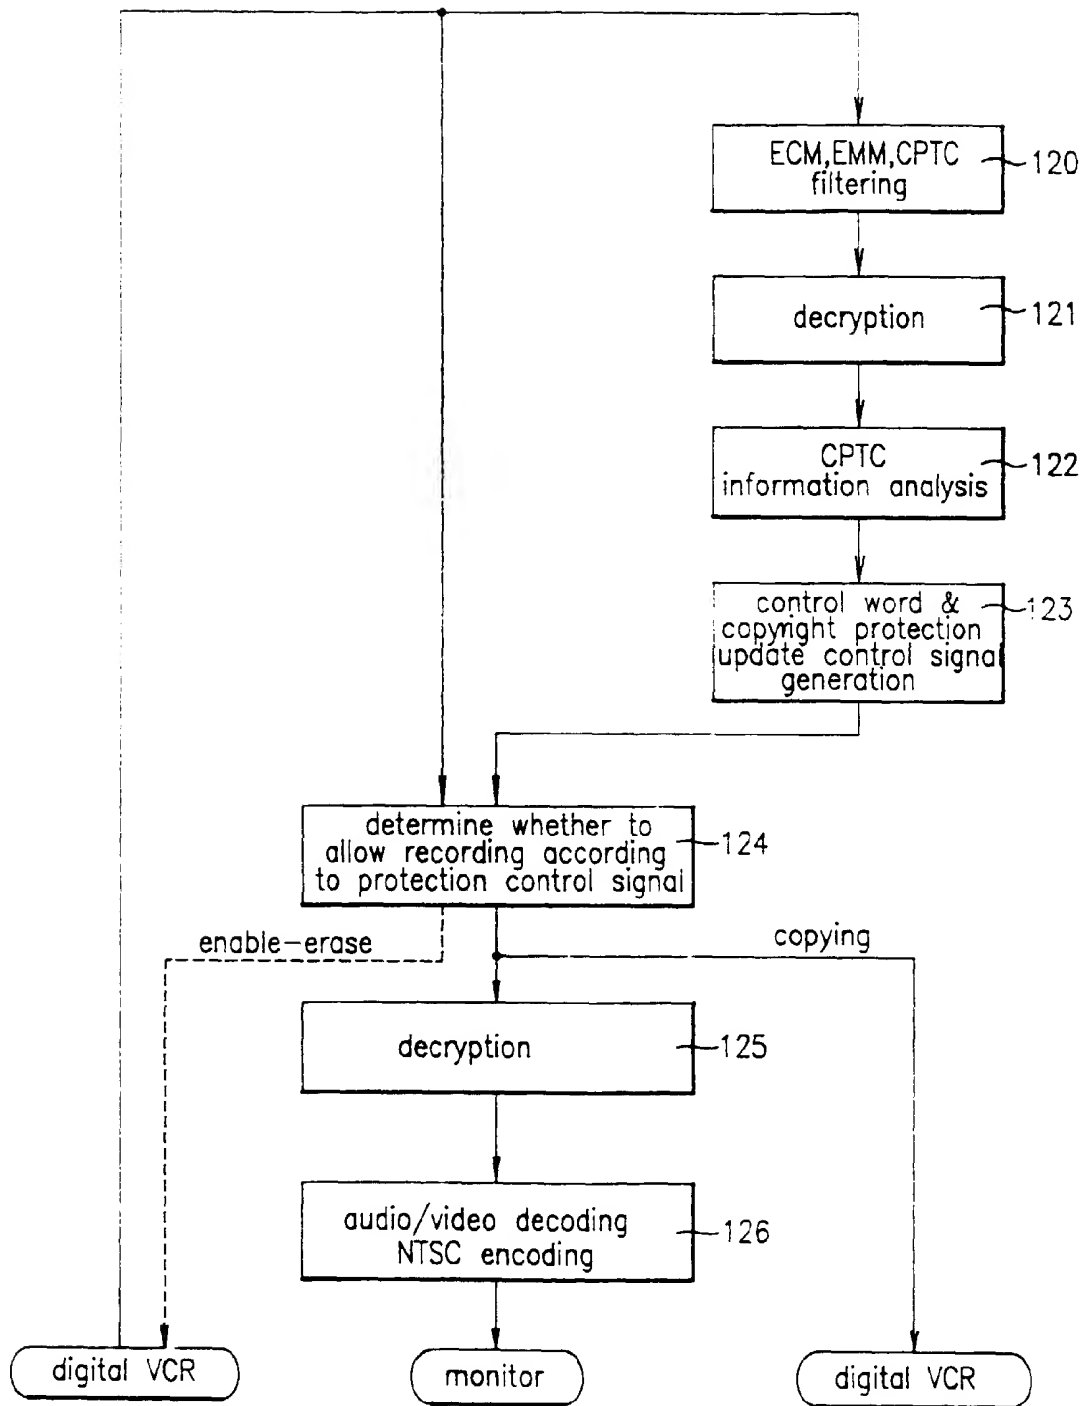 ECM,EMM,CPTC
filtering
120
decryption
121
CPTC
information analysis
122
control word &
copyright protection
update control signal
generation
123
determine whether to
allow recording according
to protection control signal
124
enable-erase
copying
decryption
125
audio/video decoding
NTSC encoding
126
digital VCR
monitor
digital VCR